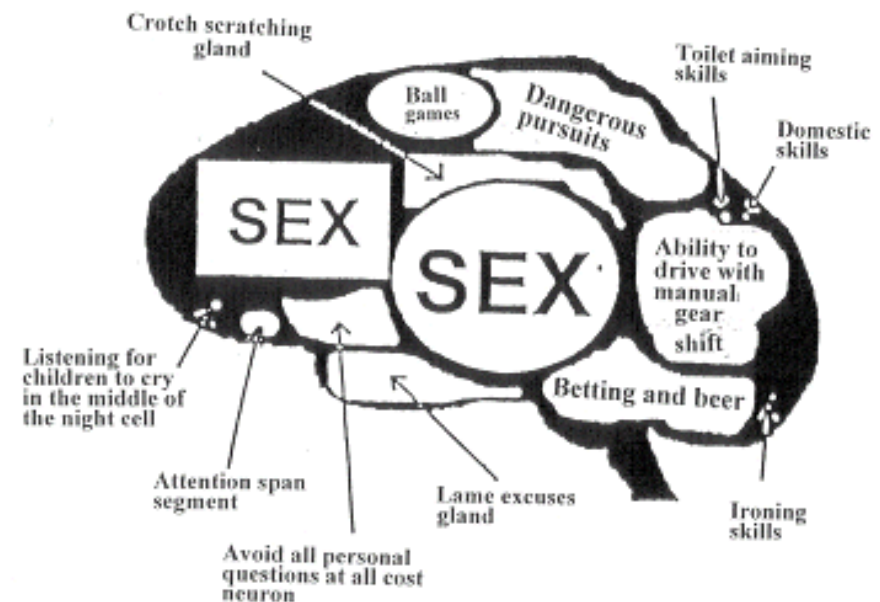 Crotch scratching
gland
Ball
games
Dangerous
pursuits
Toilet aiming
skills
Domestic
skills
SEX
SEX
Ability to
drive with
manual
gear
shift
Listening for
children to cry
in the middle of
the night cell
Attention span
segment
Avoid all personal
questions at all cost
neuron
Lame excuses
gland
Betting and beer
Ironing
skills